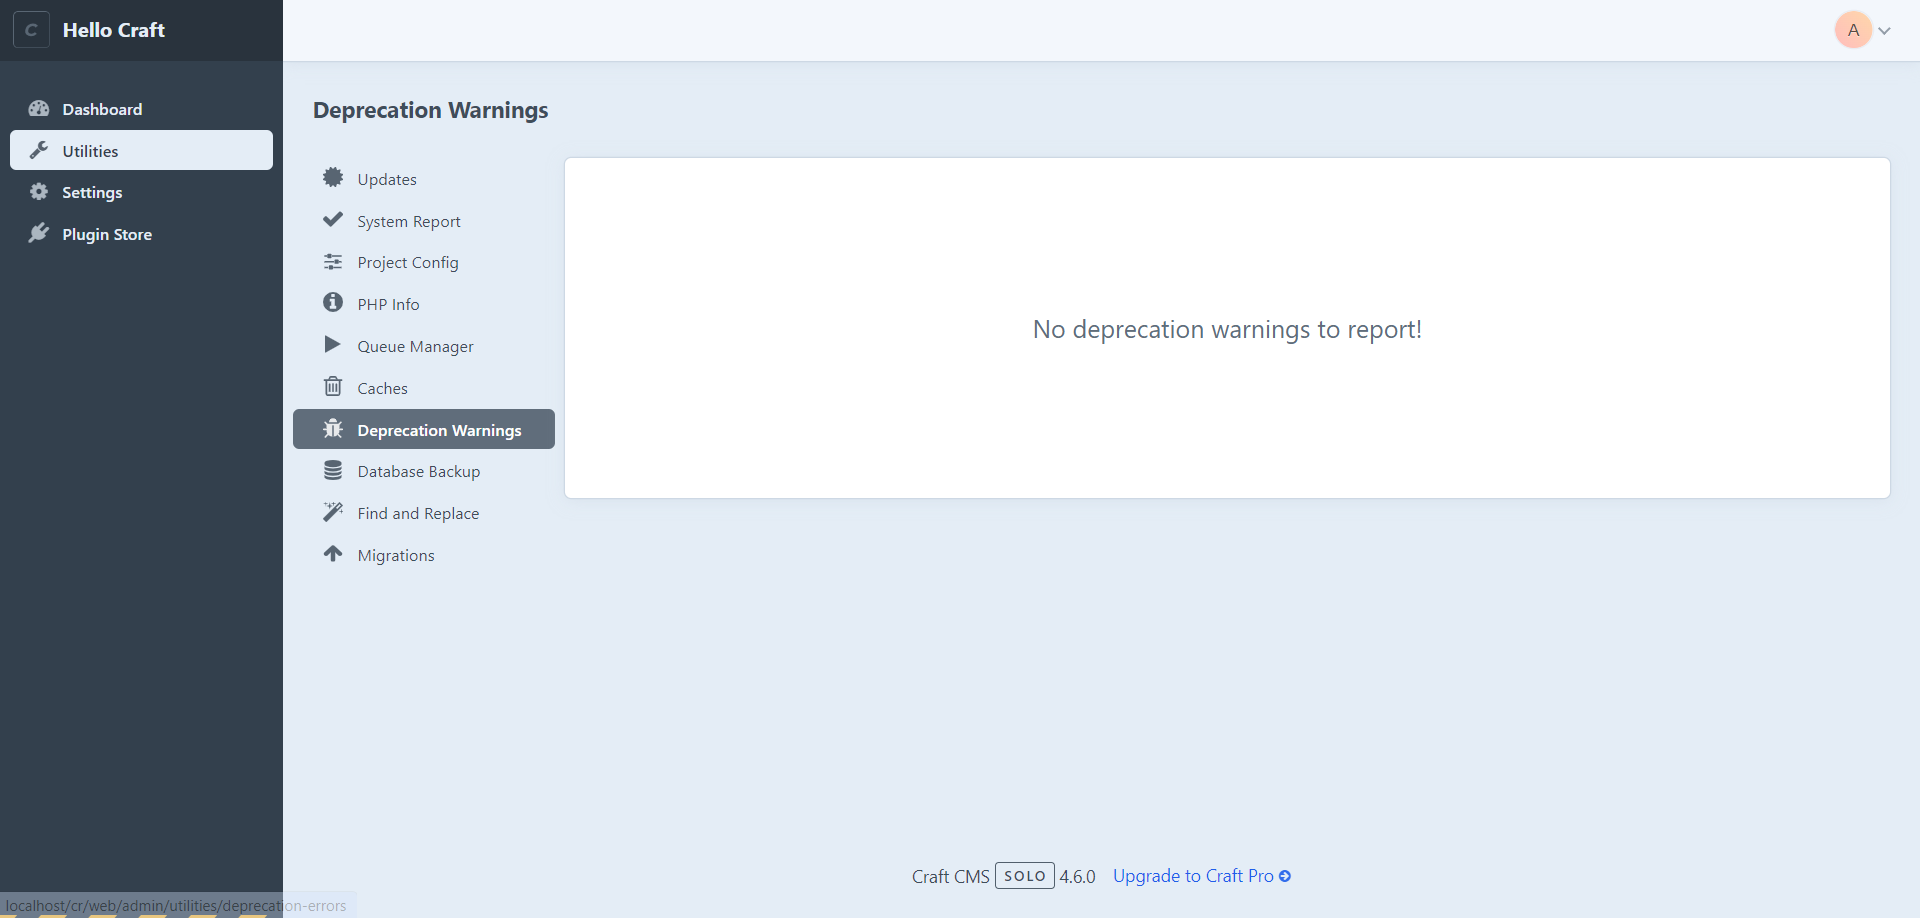 C
Hello Craft
A
Dashboard
Utilities
Settings
Plugin Store
Deprecation Warnings
Updates
System Report
Project Config
PHP Info
Queue Manager
Caches
Deprecation Warnings
Database Backup
Find and Replace
Migrations
No deprecation warnings to report!
Craft CMS SOLO 4.6.0 Upgrade to Craft Pro
localhost/cr/web/admin/utilities/deprecation-errors